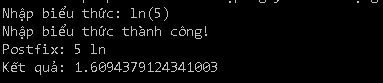 Nhập biểu thức: ln(5)
Nhập biểu thức thành công!
Postfix: 5 ln
Kết quả: 1.6094379124341003